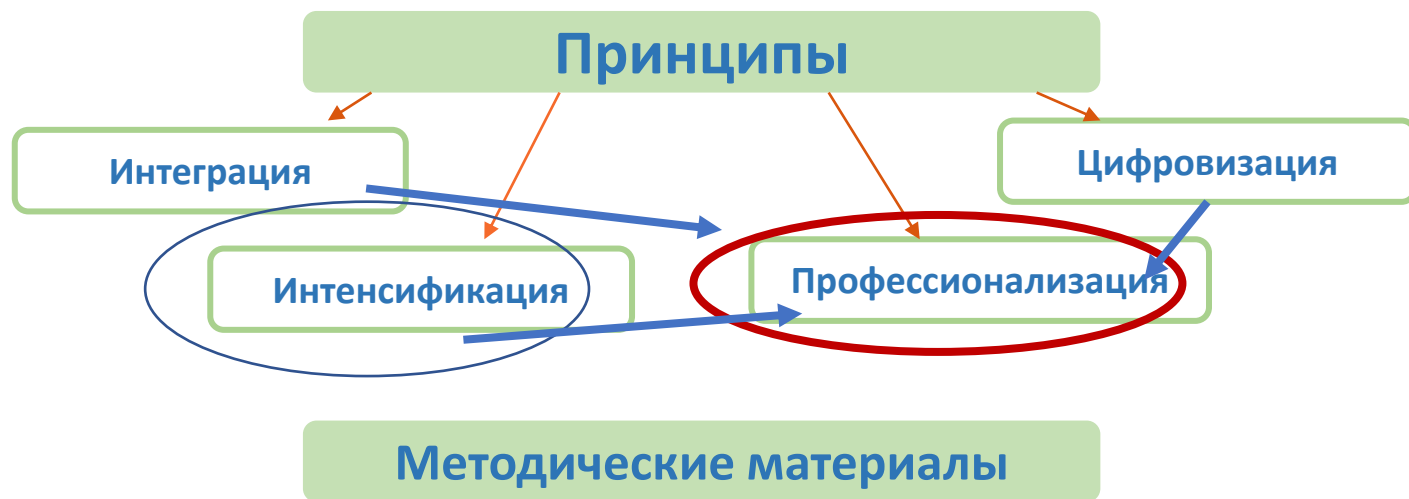 Принципы
Интеграция
Цифровизация
Интенсификация
Профессионализация
Методические материалы